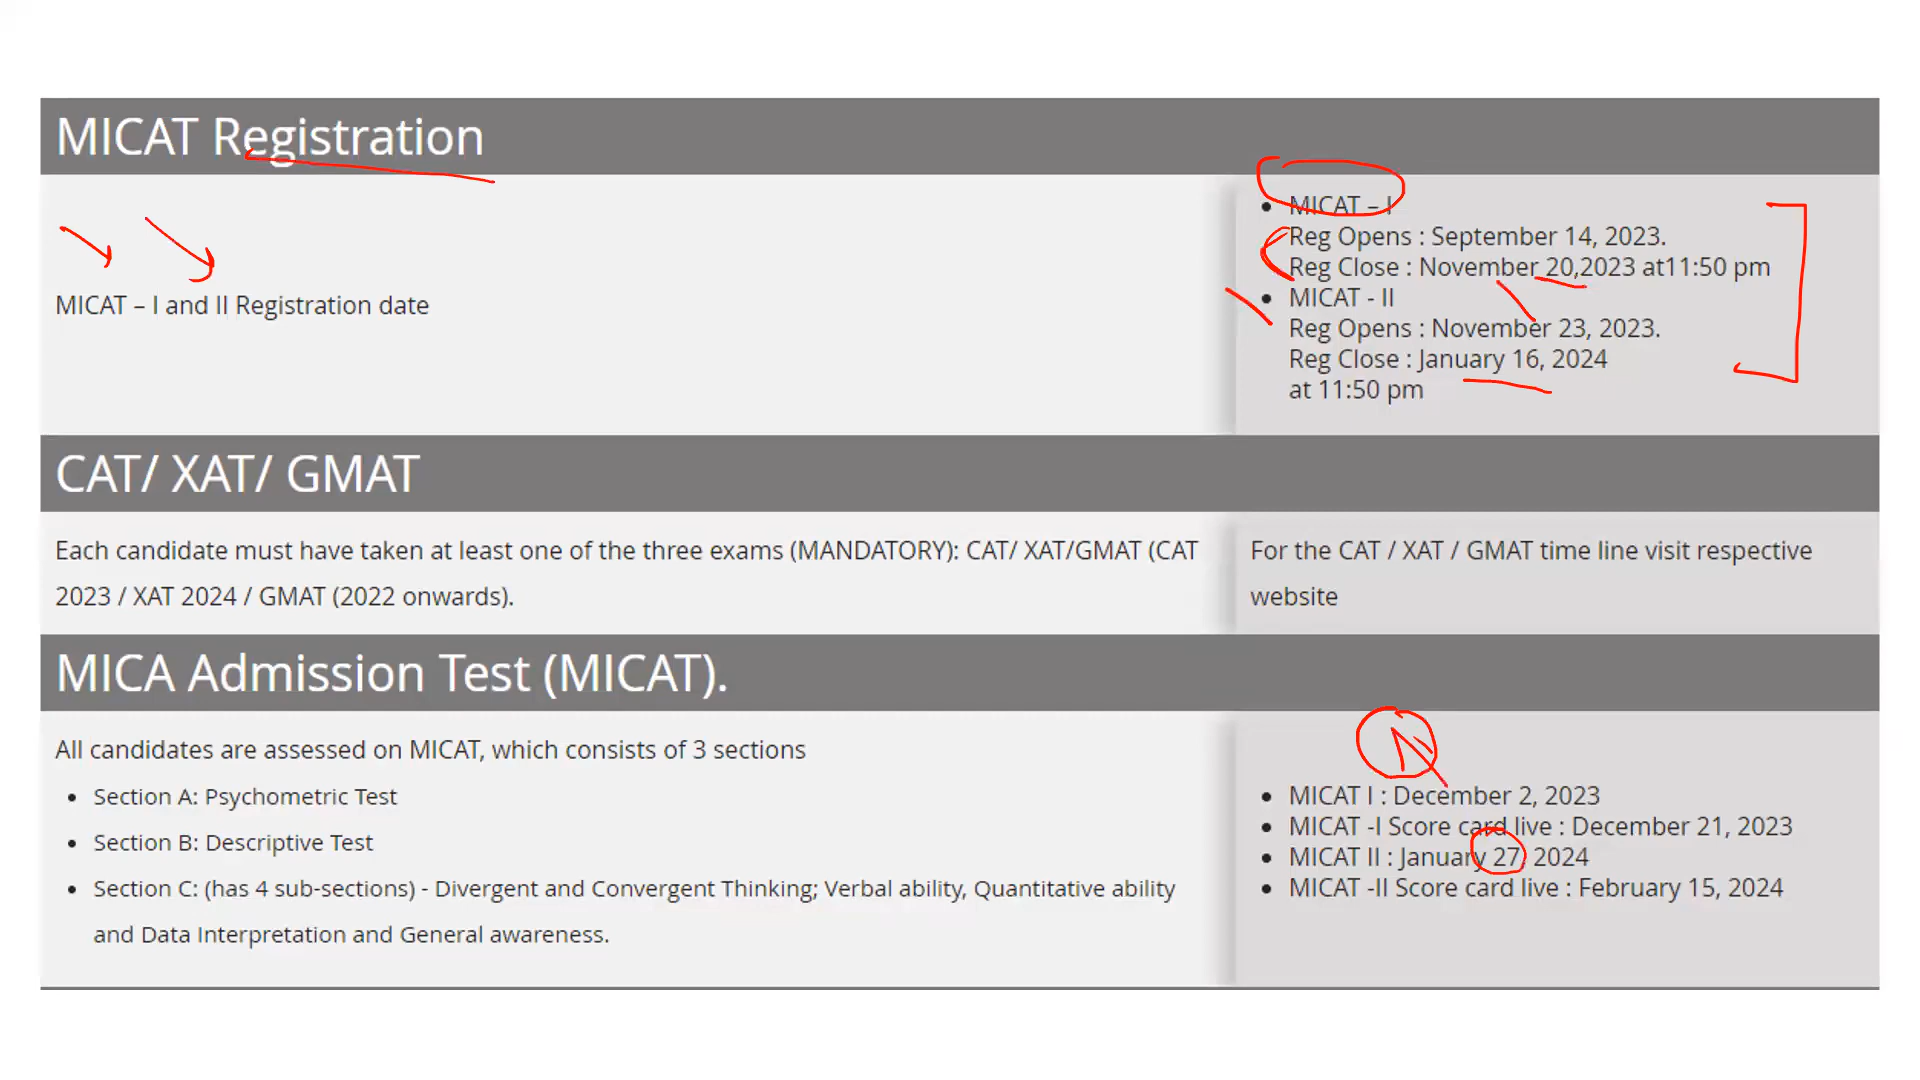 MICAT Registration
MICAT – I and II Registration date
• MICAT – I
Reg Opens : September 14, 2023.
Reg Close : November 20,2023 at11:50 pm
• MICAT - II
Reg Opens : November 23, 2023.
Reg Close : January 16, 2024
at 11:50 pm
CAT/ XAT/ GMAT
Each candidate must have taken at least one of the three exams (MANDATORY): CAT/ XAT/GMAT (CAT
2023 / XAT 2024 / GMAT (2022 onwards).
For the CAT / XAT / GMAT time line visit respective
website
MICA Admission Test (MICAT).
All candidates are assessed on MICAT, which consists of 3 sections
• Section A: Psychometric Test
• Section B: Descriptive Test
• Section C: (has 4 sub-sections) - Divergent and Convergent Thinking; Verbal ability, Quantitative ability
and Data Interpretation and General awareness.
• MICAT I : December 2, 2023
• MICAT -I Score card live : December 21, 2023
• MICAT II : January 27, 2024
• MICAT -II Score card live : February 15, 2024